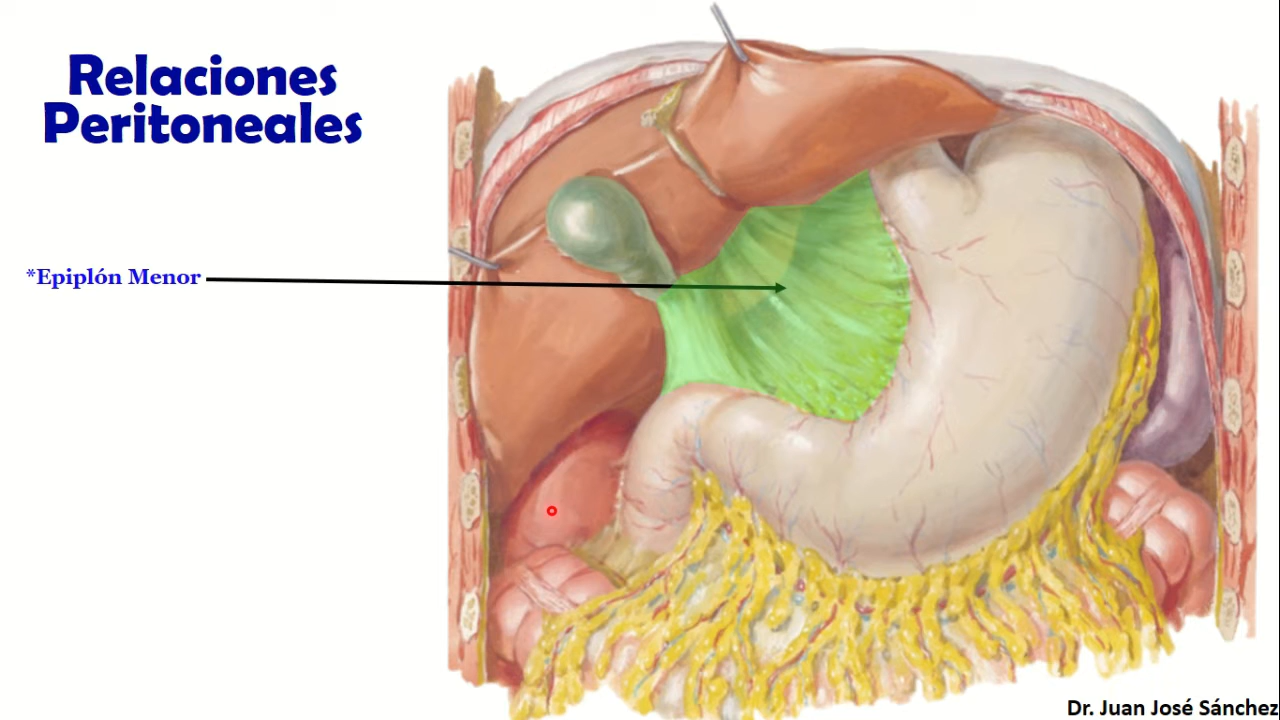 Relaciones
Peritoneales
*Epiplón Menor
Dr. Juan José Sánchez